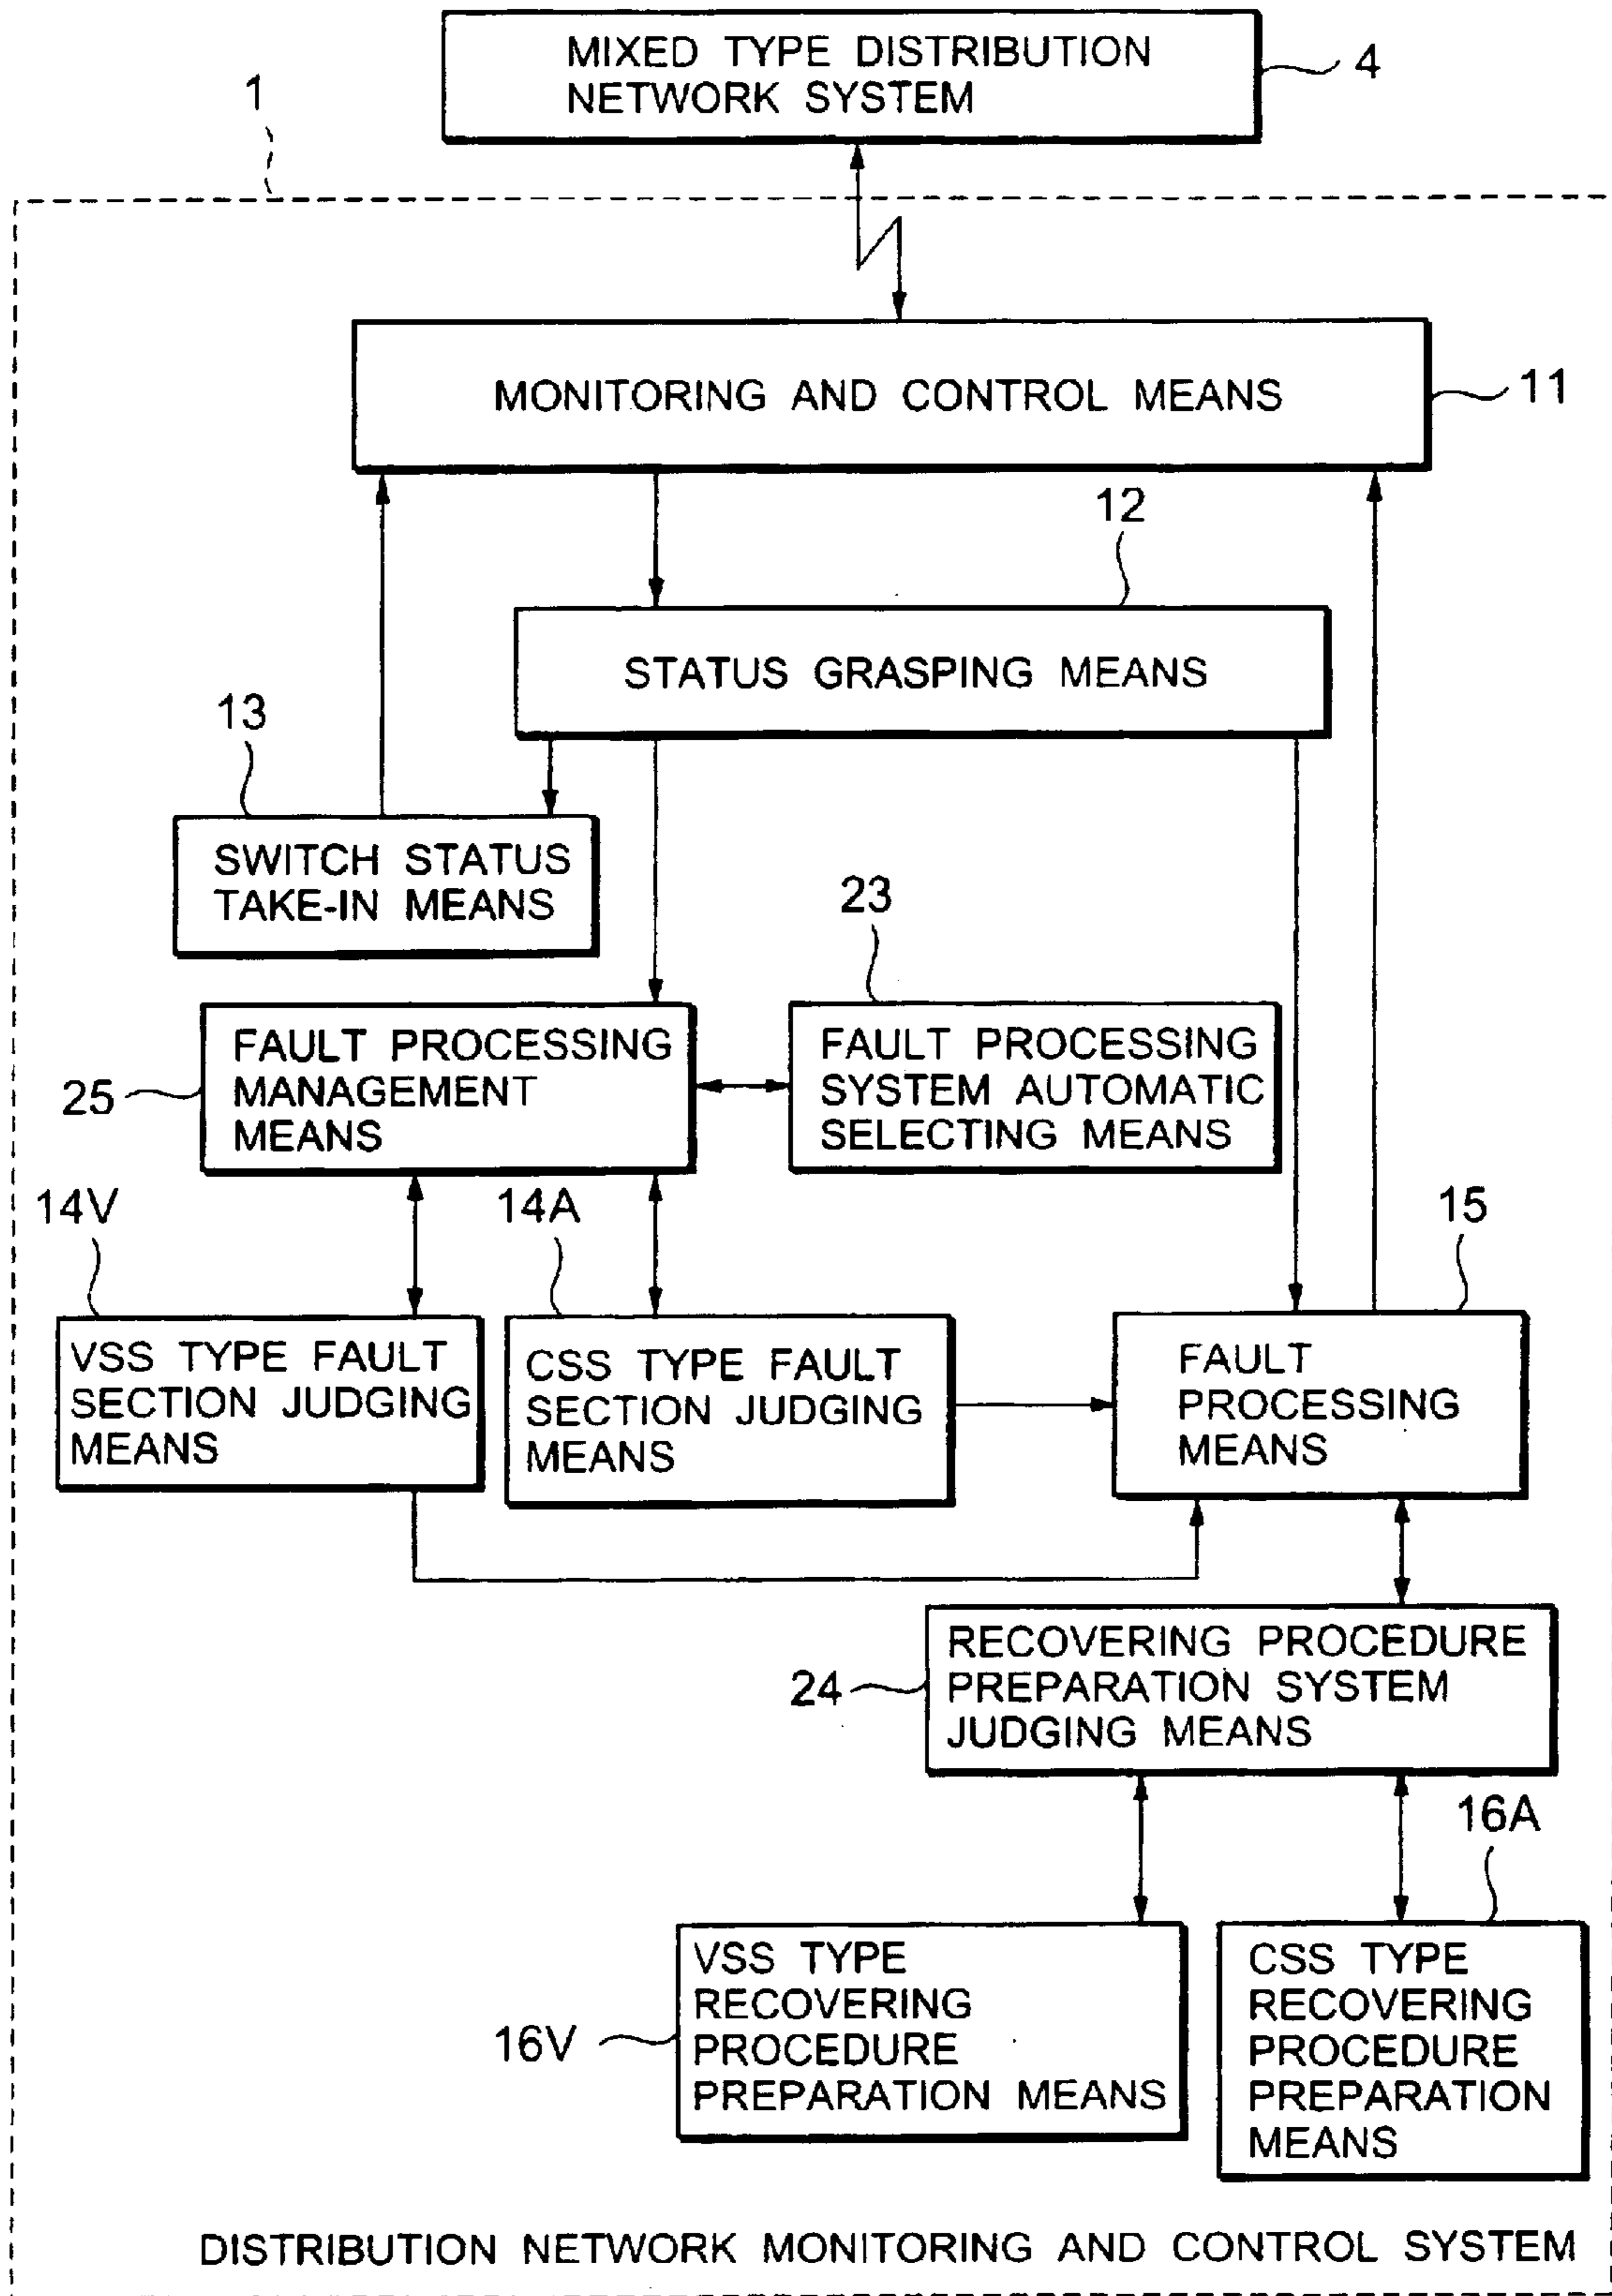 MIXED TYPE DISTRIBUTION
NETWORK SYSTEM
4
1
MONITORING AND CONTROL MEANS
11
12
STATUS GRASPING MEANS
13
SWITCH STATUS
TAKE-IN MEANS
23
FAULT PROCESSING
MANAGEMENT
MEANS
25
FAULT PROCESSING
SYSTEM AUTOMATIC
SELECTING MEANS
14V
14A
15
VSS TYPE FAULT
SECTION JUDGING
MEANS
CSS TYPE FAULT
SECTION JUDGING
MEANS
FAULT
PROCESSING
MEANS
24
RECOVERING PROCEDURE
PREPARATION SYSTEM
JUDGING MEANS
16A
16V
VSS TYPE
RECOVERING
PROCEDURE
PREPARATION MEANS
CSS TYPE
RECOVERING
PROCEDURE
PREPARATION
MEANS
DISTRIBUTION NETWORK MONITORING AND CONTROL SYSTEM